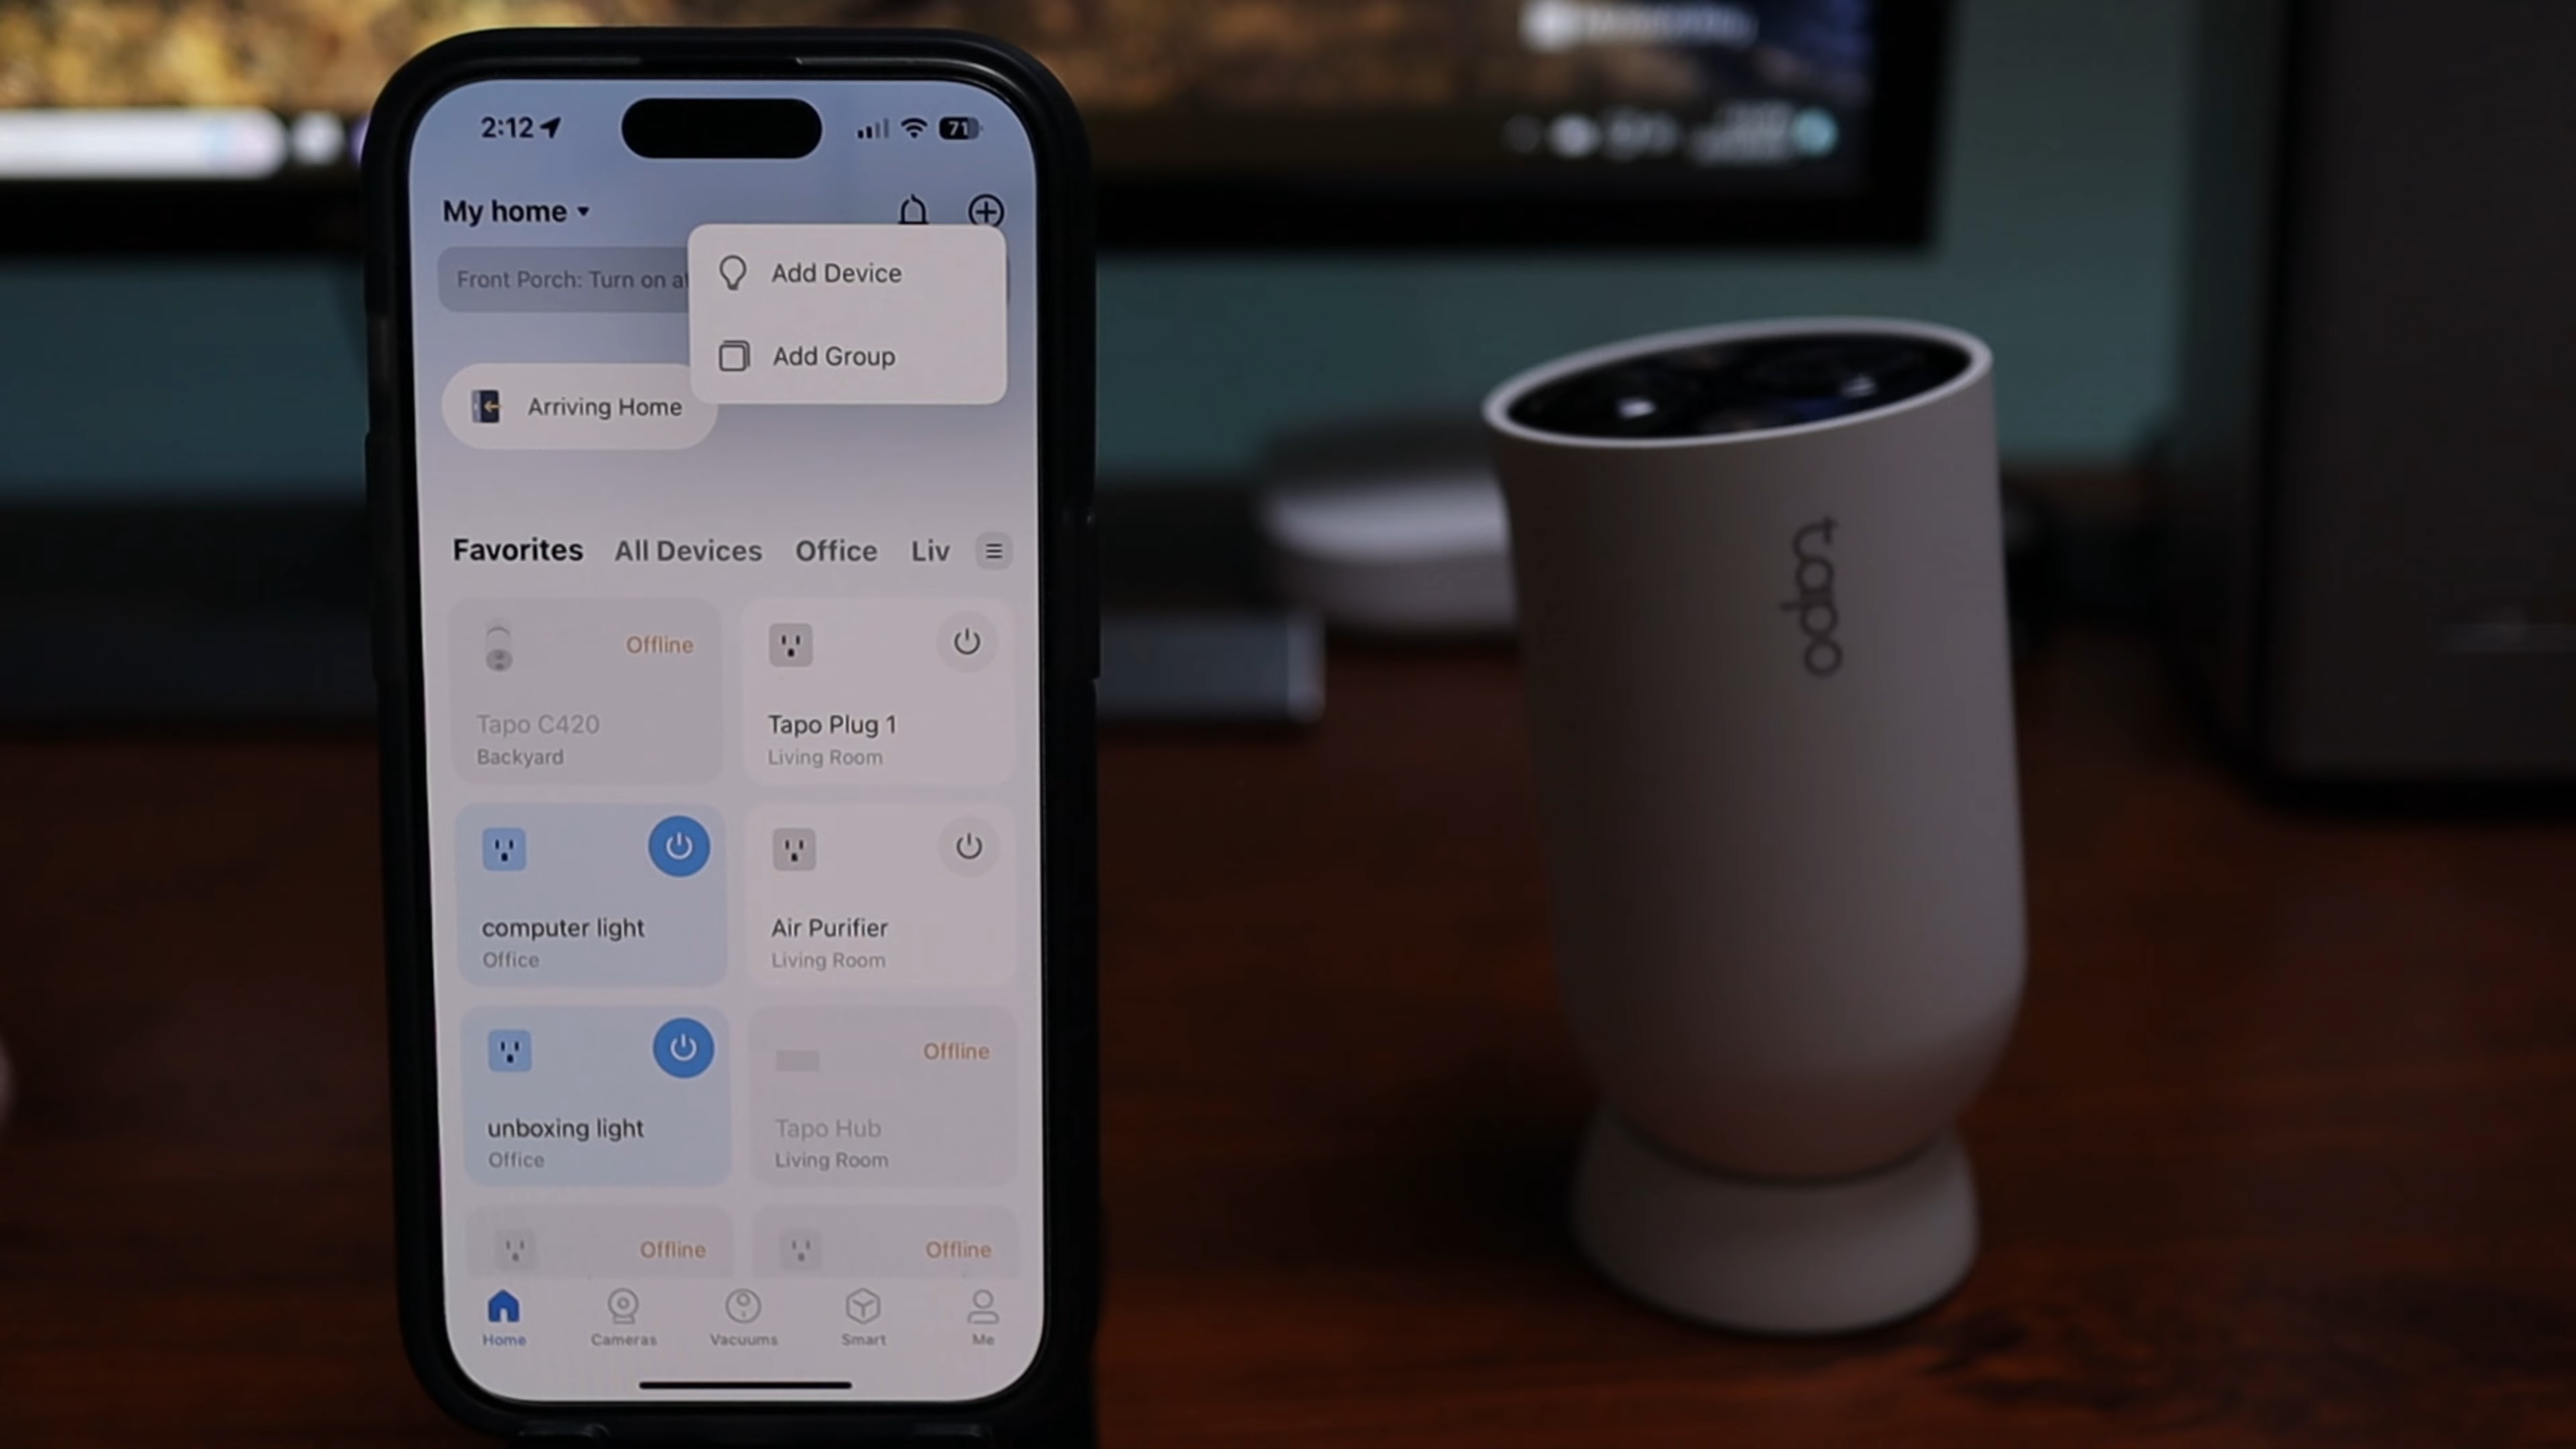 2:12
71
My home
Front Porch: Turn on
Add Device
Add Group
Arriving Home
Favorites All Devices Office Liv
Offline
Tapo C420
Backyard
Tapo Plug 1
Living Room
computer light
Office
Air Purifier
Living Room
unboxing light
Office
Offline
Tapo Hub
Living Room
Offline
Offline
Home Cameras Vacuums Smart Me
tapo